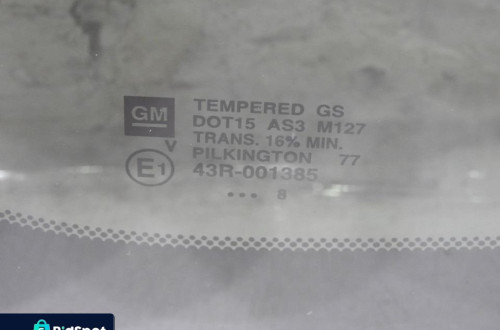 GM
TEMPERED GS
DOT15 AS3 M127
TRANS. 16% MIN.
V
PILKINGTON 77
E1
43R-001385
••• 8
BidSpot